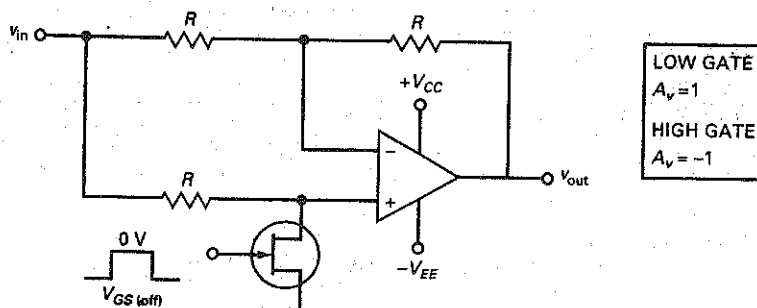 R
R
v_in
+V_CC
−
R
+
v_out
−V_EE
0 V
V_GS (off)
LOW GATE
A_v = 1
HIGH GATE
A_v = −1